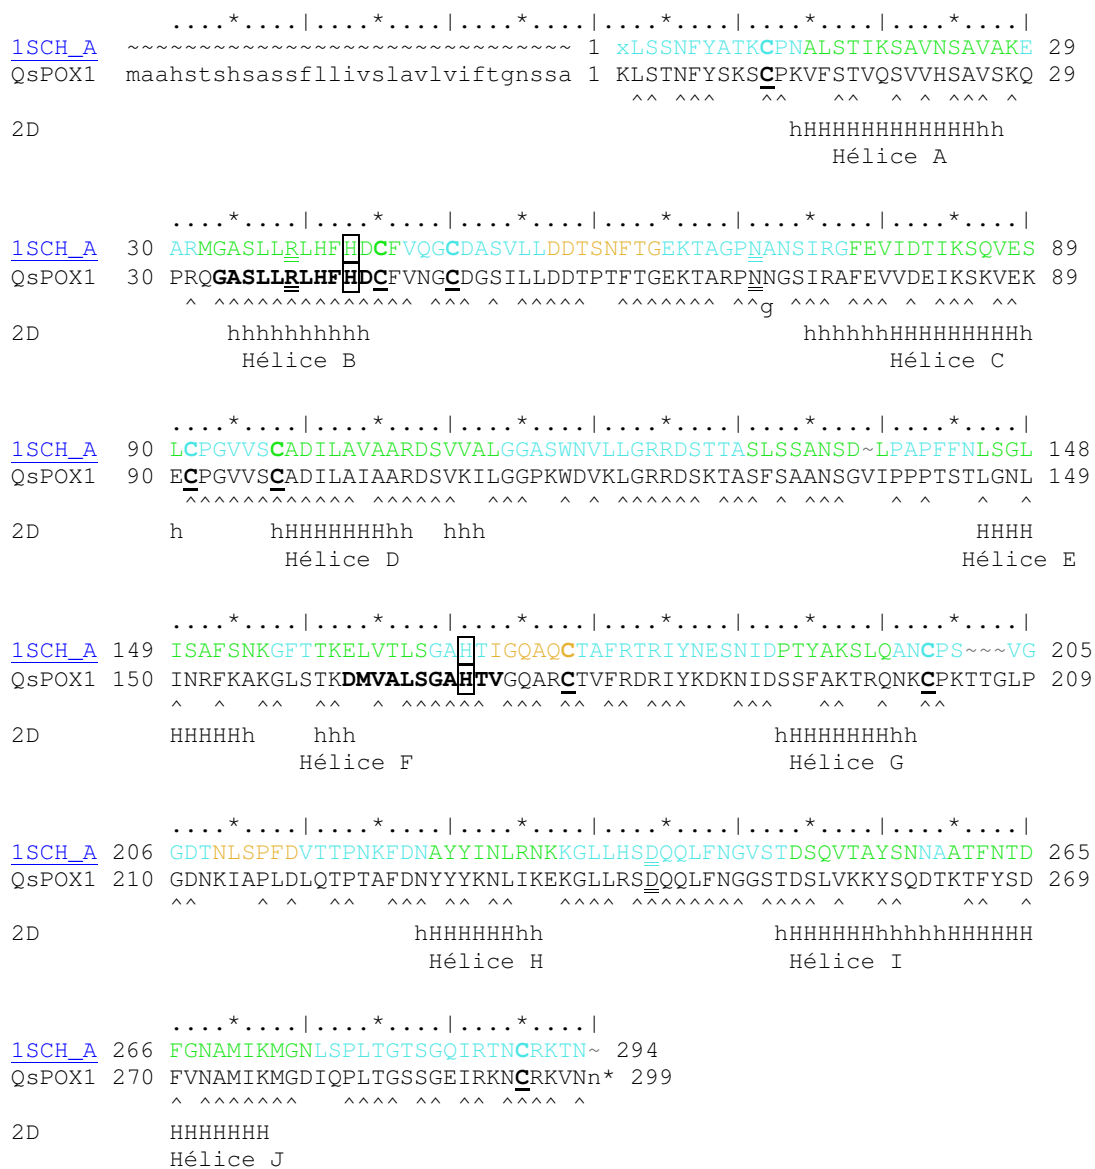 ....*....|....*....|....*....|....*....|....*....|....*....|
1SCH_A ~~~~~~~~~~~~~~~~~~~~~~~~~~~~~~~ 1 xLSSNFYATKCPNALSTIKSAVNSAVAKE 29
QsPOX1 maahstshsassfllivslavlviftgnssa 1 KLSTNFYSKSCPKVFSTVQSVVHSAVSKQ 29
^^ ^^^ ^^ ^^ ^ ^ ^^^ ^
2D hHHHHHHHHHHHHHhh
Hélice A
....*....|....*....|....*....|....*....|....*....|....*....|
1SCH_A 30 ARMGASLLRLHFHDCFVQGCDASVLLDDTSNFTGEKTAGPNANSIRGFEVIDTIKSQVES 89
QsPOX1 30 PRQGASLLRLHFHDCFVNGCDGSILLDDTPTFTGEKTARPNNGSIRAFEVVDEIKSKVEK 89
^ ^^^^^^^^^^^^^^ ^^ ^ ^^^^^ ^^^^^^^ ^^ ^^^ ^^^ ^ ^^^ ^^
g
2D hhhhhhhhhh hhhhhhHHHHHHHHHh
Hélice B Hélice C
....*....|....*....|....*....|....*....|....*....|....*....|
1SCH_A 90 LCPGVVSCADILAVAARDSVVALGGASWNVLLGRRDSTTASLSSANSD~LPAPFFNLSGL 148
QsPOX1 90 ECPGVVSCADILAIAARDSVKILGGPKWDVKLGRRDSKTASFSAANSGVIPPPTSTLGNL 149
^^^^^^^^^^^^ ^^^^^^ ^^^ ^ ^ ^^^^^^ ^^^ ^ ^^^ ^ ^ ^ ^
2D h hHHHHHHHhh hhh HHHH
Hélice D Hélice E
....*....|....*....|....*....|....*....|....*....|....*....|
1SCH_A 149 ISAFSNKGFTTKELVTLSGAHTIGQAQCTAFRTRIYNESNIDPTYAKSLQANCPS~~~VG 205
QsPOX1 150 INRFKAKGLSTKDMVALSGAHTVGQARCTVFRDRIYKDKNIDSSFAKTRQNKCPKTTGLP 209
^ ^ ^^ ^^ ^ ^^^^^^ ^^^ ^^ ^^ ^^^ ^^^ ^^ ^ ^^
2D HHHHHh hhh hHHHHHHHhh
Hélice F Hélice G
....*....|....*....|....*....|....*....|....*....|....*....|
1SCH_A 206 GDTNLSPFDVTTPNKFDNAYYINLRNKKGLLHSDQQLFNGVSTDSQVTAYSNNAATFNTD 265
QsPOX1 210 GDNKIAPLDLQTPTAFDNYYYKNLIKEKGLLRSDQQLFNGGSTDSLVKKYSQDTKTFYSD 269
^^ ^ ^ ^^ ^^^ ^^ ^^ ^^^^ ^^^^^^^^ ^^^^ ^ ^^ ^^ ^
2D hHHHHHHhh hHHHHHHhhhhhHHHHHH
Hélice H Hélice I
....*....|....*....|....*....|
1SCH_A 266 FGNAMIKMGNLSPLTGTSGQIRTNCRKTN~ 294
QsPOX1 270 FVNAMIKMGDIQPLTGSSGEIRKNCRKVNn* 299
^ ^^^^^^^ ^^^^ ^^ ^^ ^^^^ ^
2D HHHHHHH
Hélice J